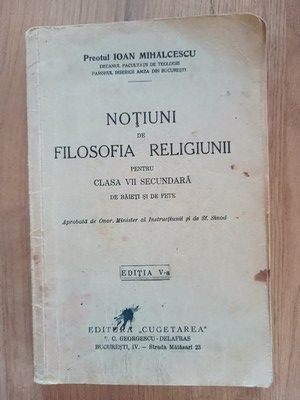 Preotul IOAN MIHALCESCU
DECANUL FACULTĂȚII DE TEOLOGIE
PAROHUL BISERICII AMZA DIN BUCUREȘTI
NOȚIUNI
DE
FILOSOFIA RELIGIUNII
PENTRU
CLASA VII SECUNDARĂ
DE BĂIEȚI ȘI DE FETE
Aprobată de Onor. Minister al Instrucțiunii și de Sf. Sinod
EDIȚIA V-a
EDITURA „CUGETAREA"
P. C. GEORGESCU-DELAFRAS
BUCUREȘTI, IV. – Strada Mătăsari 23